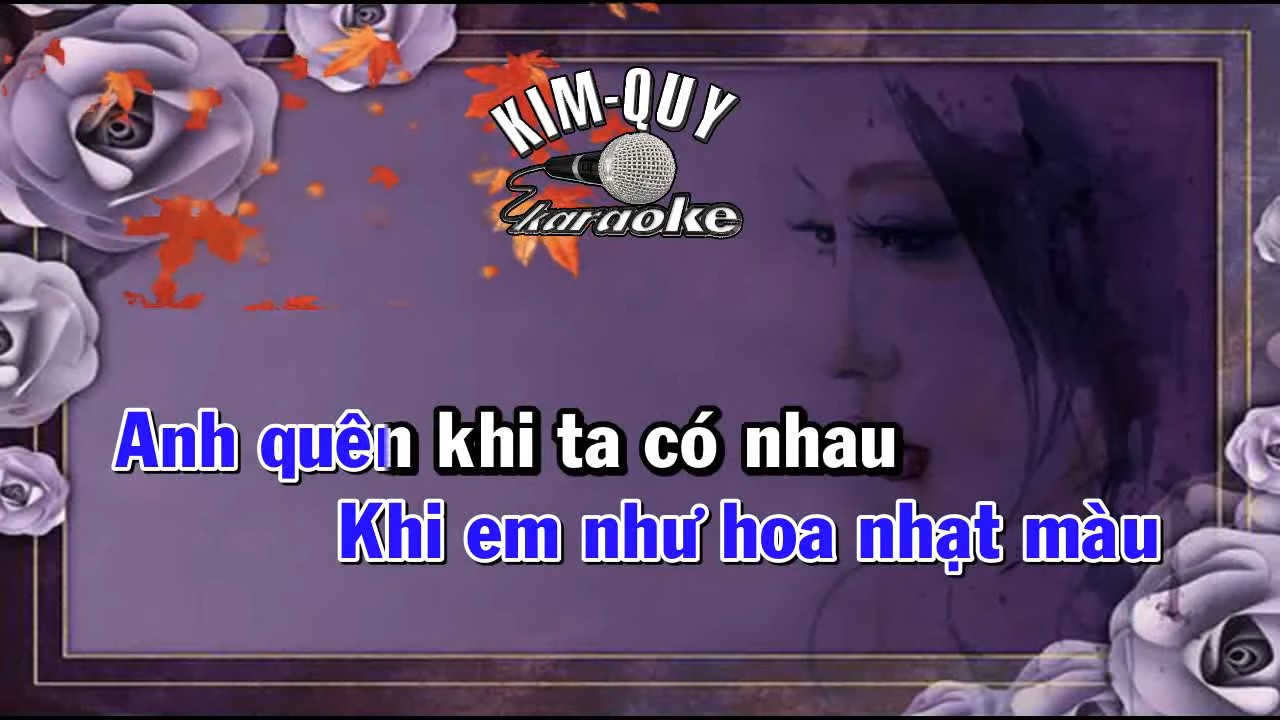 KIM-QUY
karaoke
Anh quên khi ta có nhau
Khi em như hoa nhạt màu